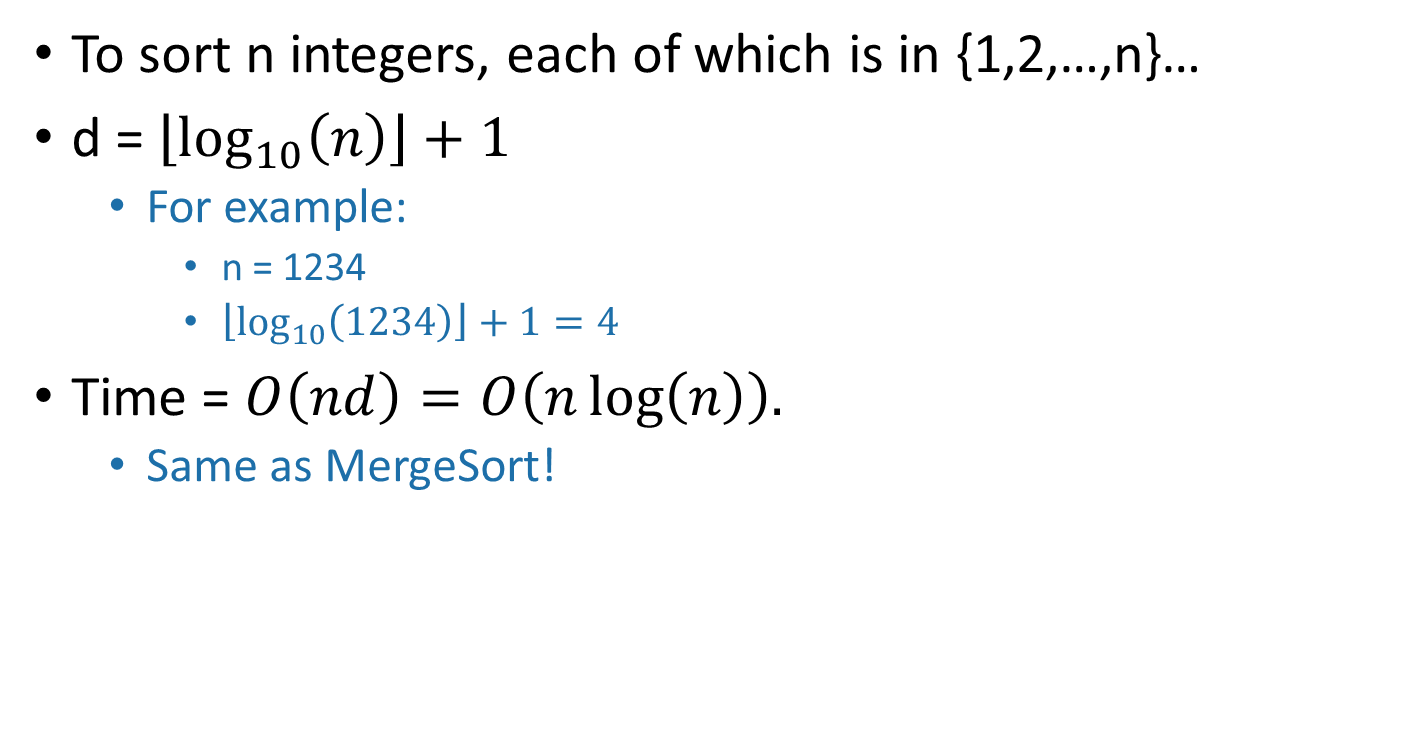 • To sort n integers, each of which is in {1,2,…,n}…
• d = ⌊log₁₀(n)⌋ + 1
• For example:
• n = 1234
• ⌊log₁₀(1234)⌋ + 1 = 4
• Time = O(nd) = O(n log(n)).
• Same as MergeSort!